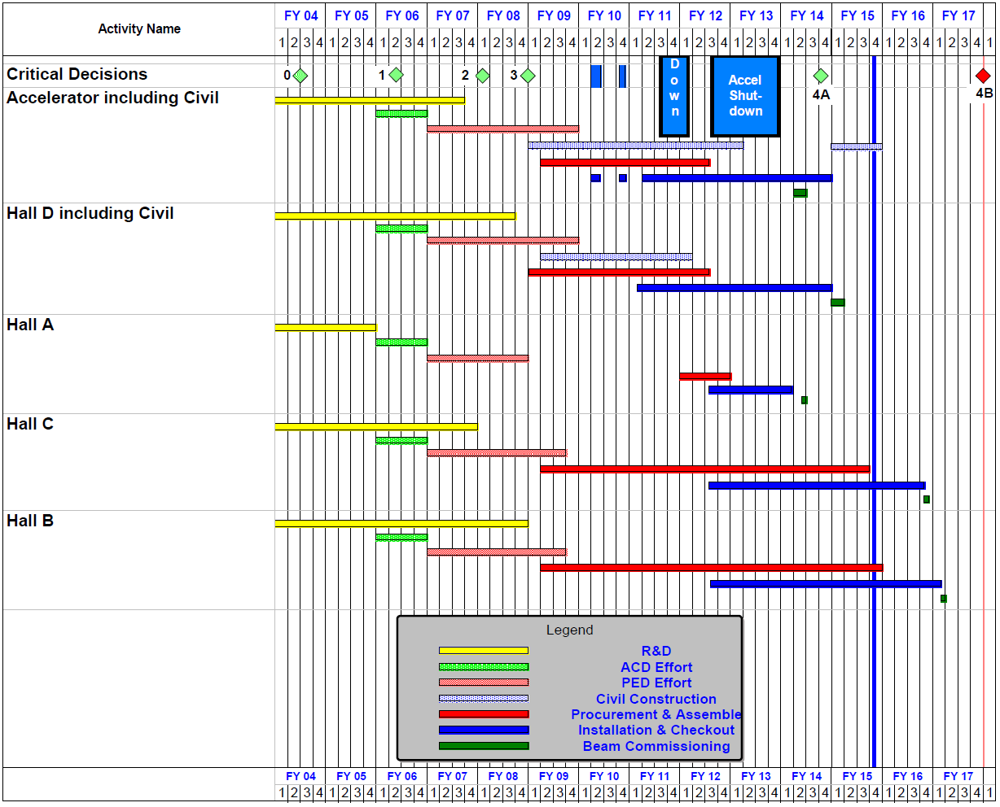 Activity Name
FY 04 FY 05 FY 06 FY 07 FY 08 FY 09 FY 10 FY 11 FY 12 FY 13 FY 14 FY 15 FY 16 FY 17
1 2 3 4 1 2 3 4 1 2 3 4 1 2 3 4 1 2 3 4 1 2 3 4 1 2 3 4 1 2 3 4 1 2 3 4 1 2 3 4 1 2 3 4 1 2 3 4 1 2 3 4 1 2 3 4 1
Critical Decisions
0
1
2
3
4A
4B
D
o
w
n
Accel
Shut-
down
Accelerator including Civil
Hall D including Civil
Hall A
Hall C
Hall B
Legend
R&D
ACD Effort
PED Effort
Civil Construction
Procurement & Assemble
Installation & Checkout
Beam Commissioning
FY 04 FY 05 FY 06 FY 07 FY 08 FY 09 FY 10 FY 11 FY 12 FY 13 FY 14 FY 15 FY 16 FY 17
1 2 3 4 1 2 3 4 1 2 3 4 1 2 3 4 1 2 3 4 1 2 3 4 1 2 3 4 1 2 3 4 1 2 3 4 1 2 3 4 1 2 3 4 1 2 3 4 1 2 3 4 1 2 3 4 1